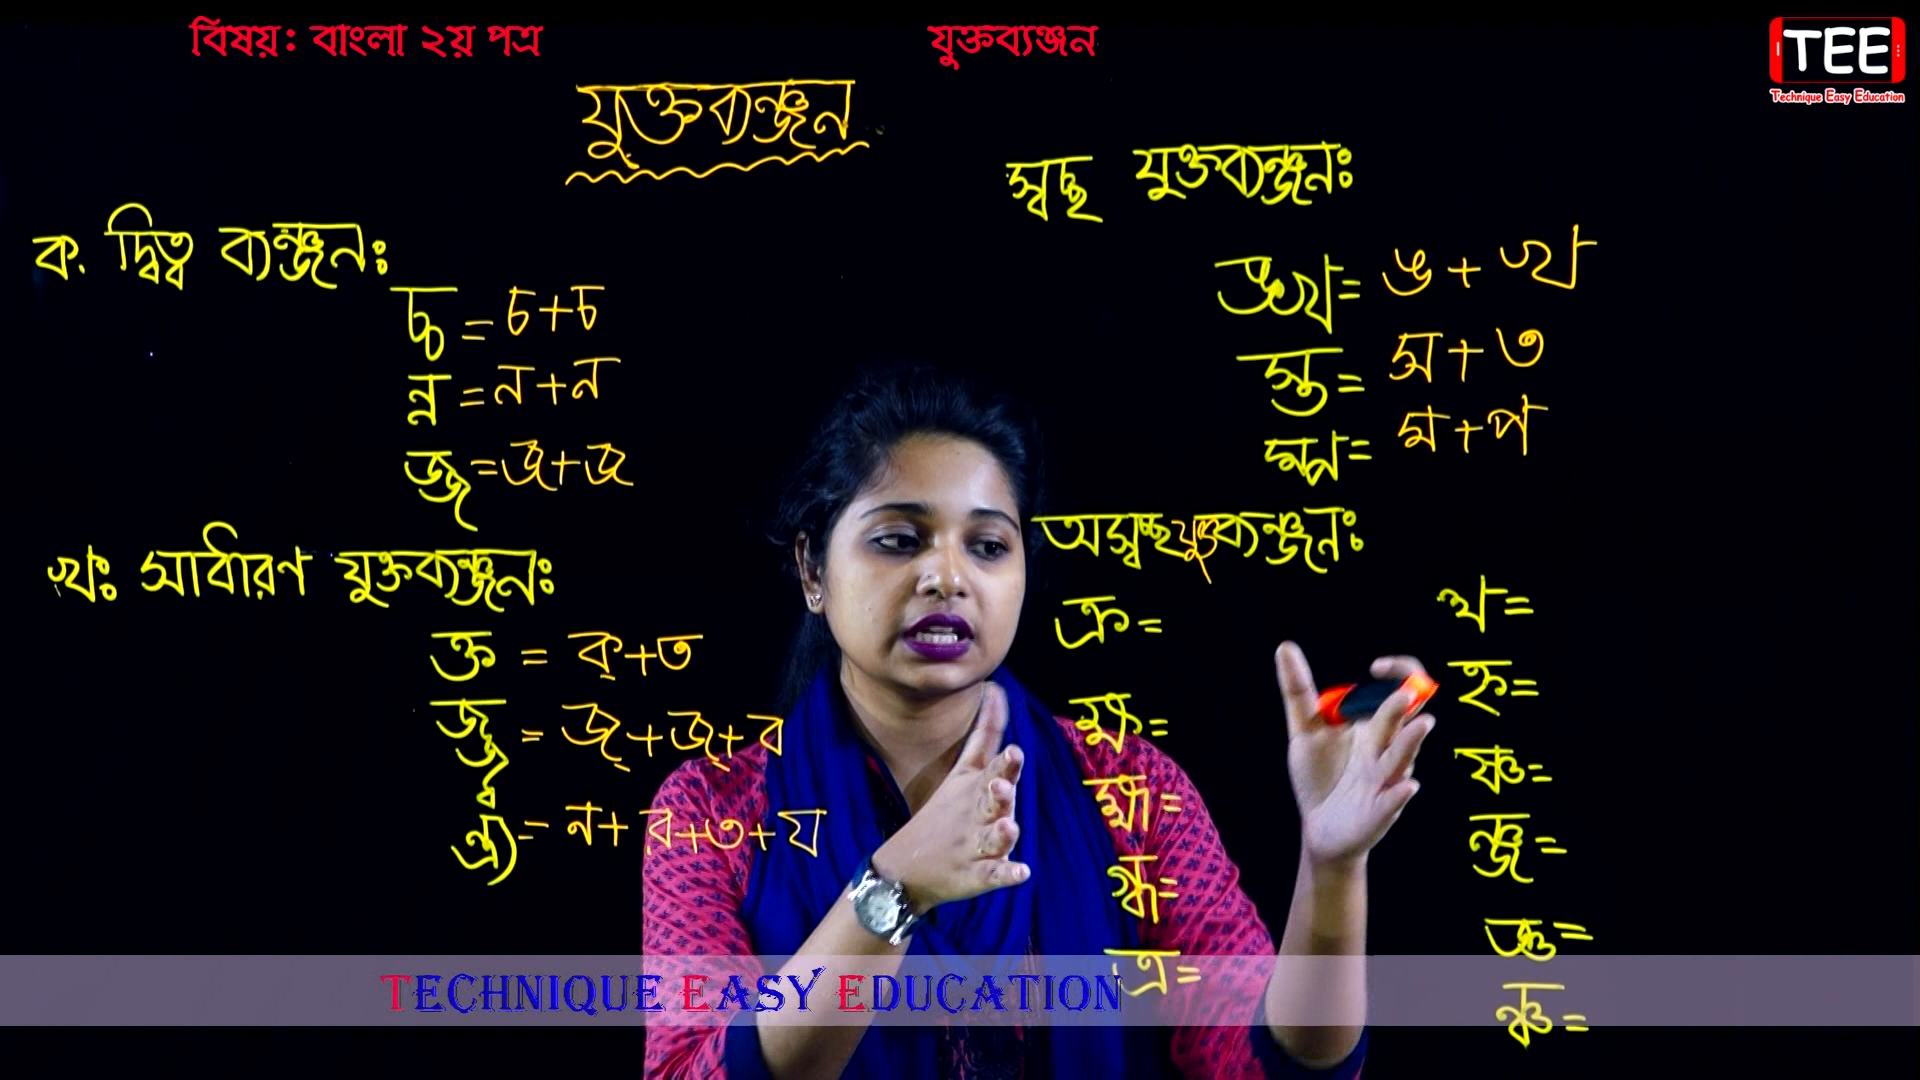 বিষয়: বাংলা ২য় পত্র
যুক্তব্যঞ্জন
TEE
Technique Easy Education
যুক্তব্যঞ্জন
ক. দ্বিত্ব ব্যঞ্জনঃ
চ্চ = চ+চ
ন্ন = ন+ন
জ্জ = জ+জ
খঃ সাধারণ যুক্তব্যঞ্জনঃ
ক্ত = ক্+ত
জ্জ্ব = জ্+জ্+ব
ন+র+ত+য
স্বচ্ছ যুক্তব্যঞ্জনঃ
ঙখ= ঙ+খ
স্ত= স+ত
ম্প= ম+প
অস্বচ্ছ যুক্তব্যঞ্জনঃ
ক্র=
ক্ষ=
হ্ম=
গ্ধ=
ত্র=
ত্থ=
হ্ন=
ষ্ণ=
ঞ্জ=
জ্ঞ=
ঞ্চ=
TECHNIQUE EASY EDUCATION